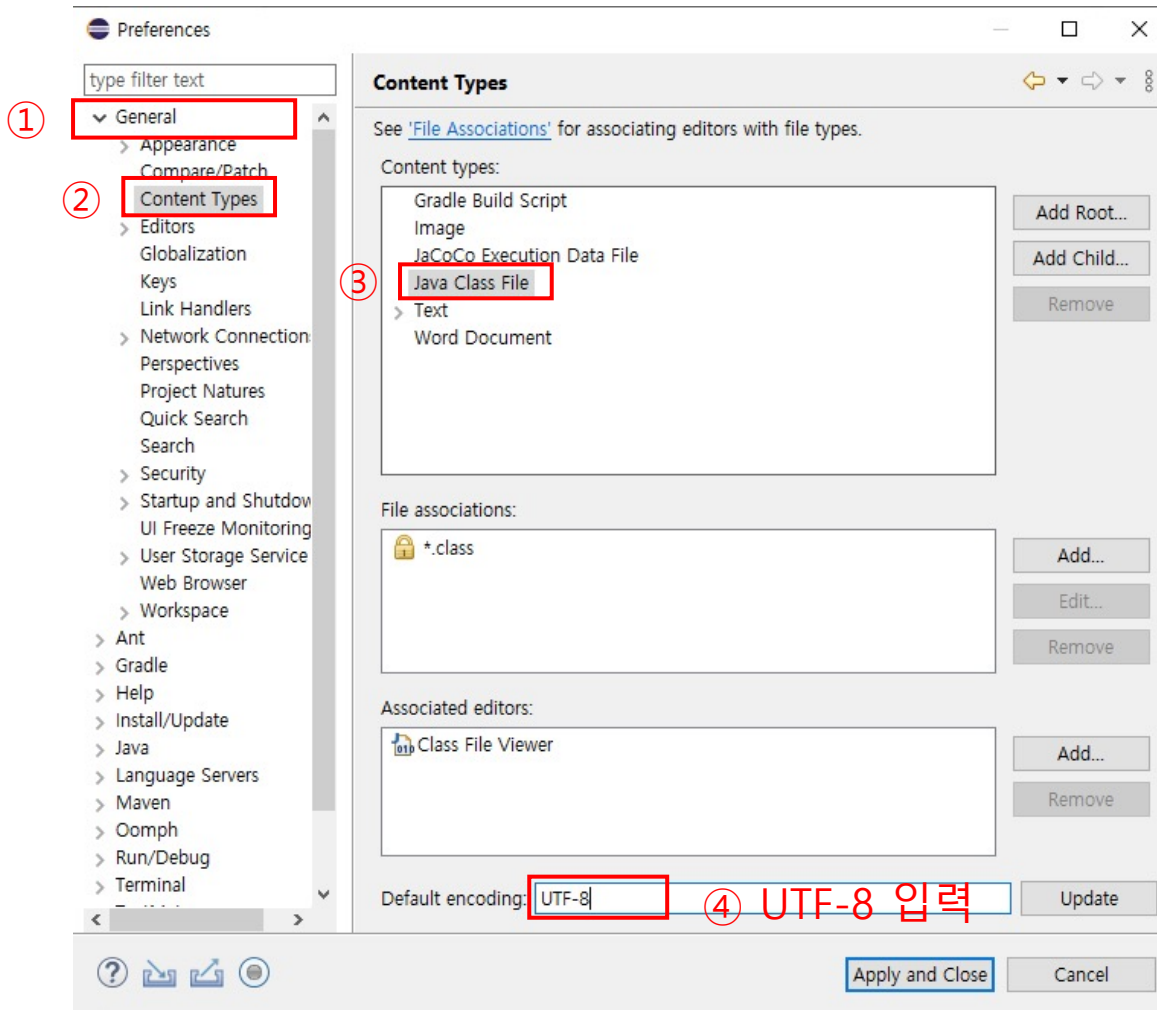 Preferences
type filter text
Content Types
①
General
See 'File Associations' for associating editors with file types.
Appearance
Compare/Patch
Content types:
②
Content Types
Gradle Build Script
Add Root...
Editors
Image
Globalization
JaCoCo Execution Data File
Add Child...
Keys
③
Java Class File
Link Handlers
Text
Remove
Network Connection
Word Document
Perspectives
Project Natures
Quick Search
Search
Security
Startup and Shutdow
File associations:
UI Freeze Monitoring
User Storage Service
*.class
Add...
Web Browser
Workspace
Edit...
Ant
Gradle
Remove
Help
Install/Update
Associated editors:
Java
Class File Viewer
Add...
Language Servers
Maven
Remove
Oomph
Run/Debug
Terminal
Default encoding:
UTF-8
④ UTF-8 입력
Update
Apply and Close
Cancel